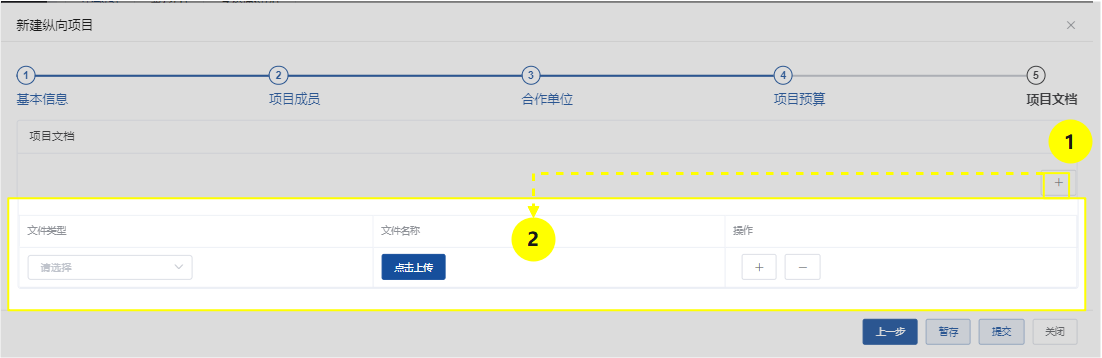 新建纵向项目 ×
1 2 3 4 5
基本信息 项目成员 合作单位 项目预算 项目文档
项目文档
1
+
2
文件类型 文件名称 操作
请选择 点击上传 + −
上一步 暂存 提交 关闭